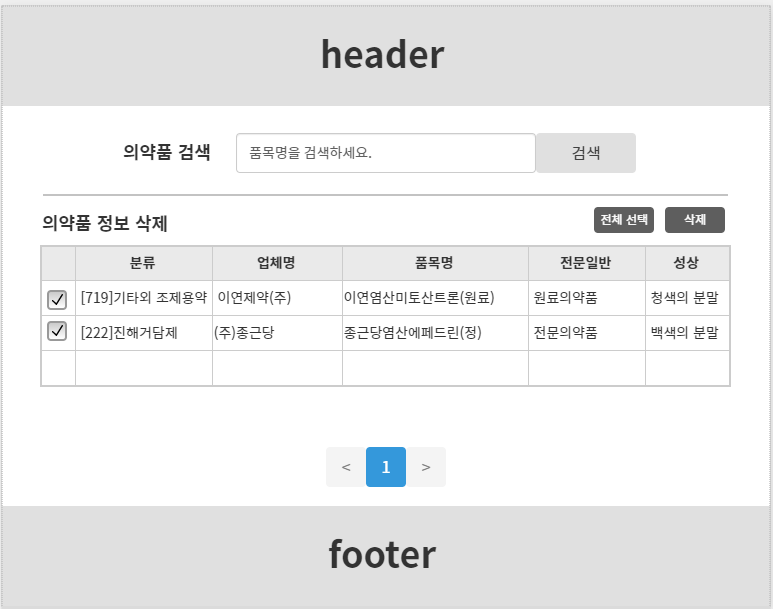 header
의약품 검색 품목명을 검색하세요. 검색
의약품 정보 삭제 전체 선택 삭제
분류 업체명 품목명 전문일반 성상
[719]기타외 조제용약 이연제약(주) 이연염산미토산트론(원료) 원료의약품 청색의 분말
[222]진해거담제 (주)종근당 종근당염산에페드린(정) 전문의약품 백색의 분말
< 1 >
footer